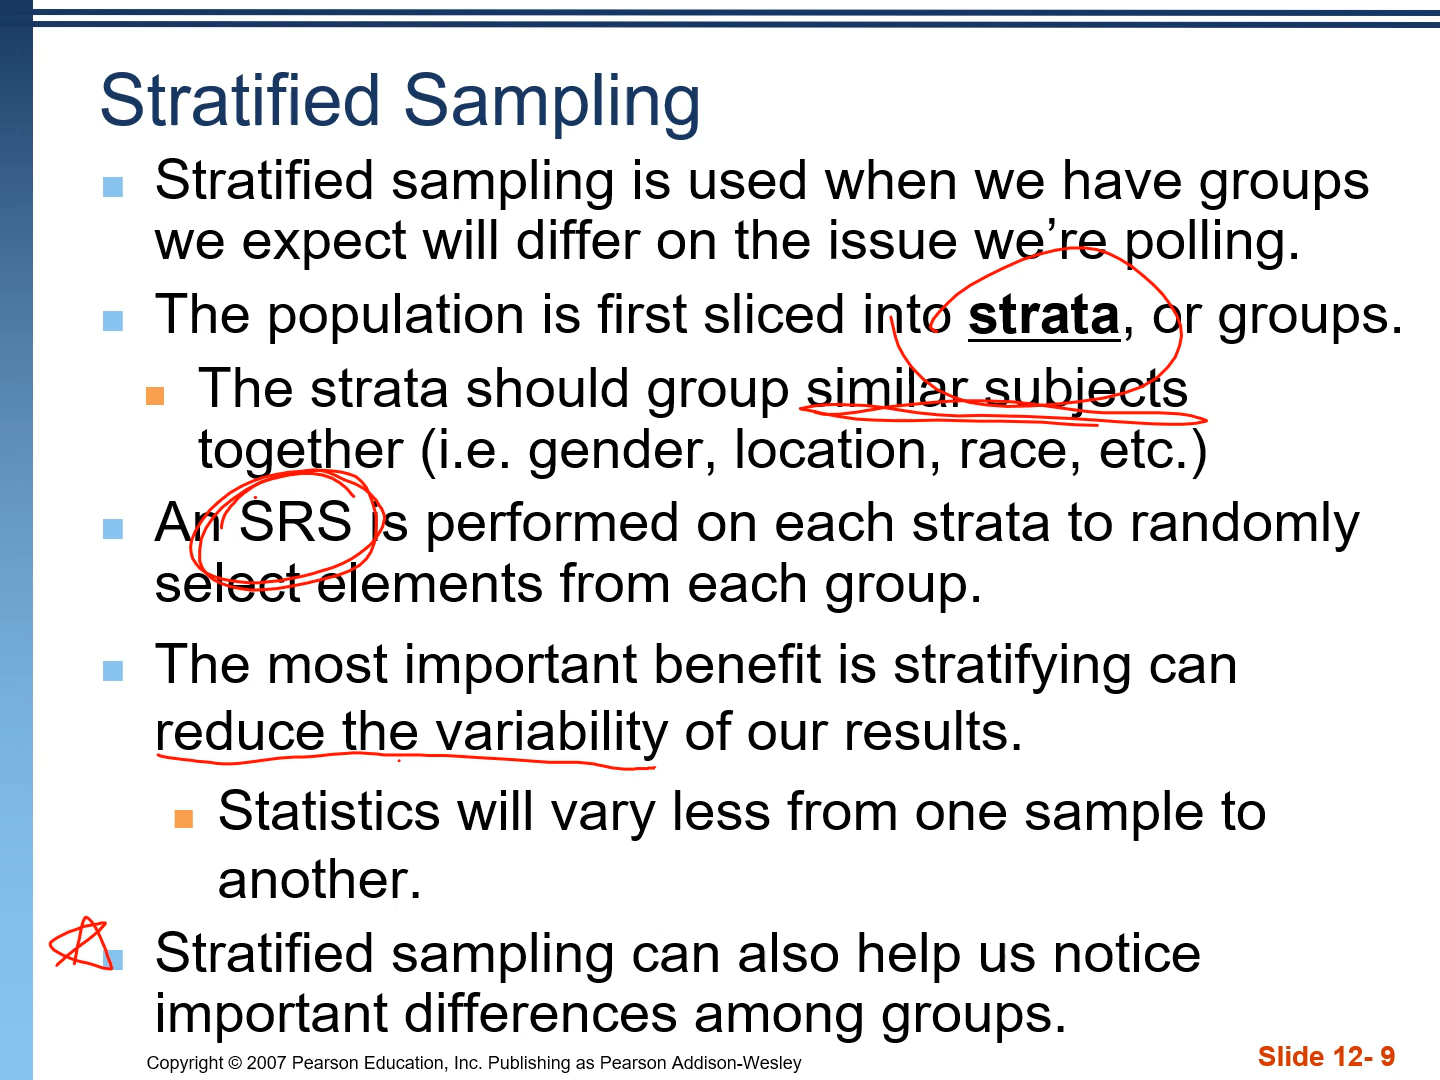 Stratified Sampling
Stratified sampling is used when we have groups
we expect will differ on the issue we’re polling.
The population is first sliced into strata, or groups.
The strata should group similar subjects
together (i.e. gender, location, race, etc.)
An SRS is performed on each strata to randomly
select elements from each group.
The most important benefit is stratifying can
reduce the variability of our results.
Statistics will vary less from one sample to
another.
Stratified sampling can also help us notice
important differences among groups.
Copyright © 2007 Pearson Education, Inc. Publishing as Pearson Addison-Wesley
Slide 12- 9